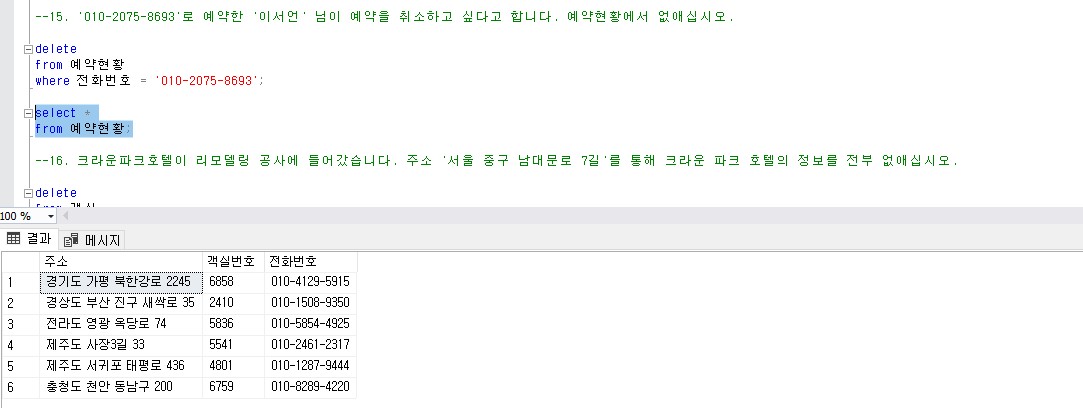 --15. '010-2075-8693'로 예약한 '이서언' 님이 예약을 취소하고 싶다고 합니다. 예약현황에서 없애십시오.
delete
from 예약현황
where 전화번호 = '010-2075-8693';
select *
from 예약현황;
--16. 크라운파크호텔이 리모델링 공사에 들어갔습니다. 주소 '서울 중구 남대문로 7길'를 통해 크라운 파크 호텔의 정보를 전부 없애십시오.
delete
100 %
결과 메시지
주소 객실번호 전화번호
1 경기도 가평 북한강로 2245 6858 010-4129-5915
2 경상도 부산 진구 새싹로 35 2410 010-1508-9350
3 전라도 영광 옥당로 74 5836 010-5854-4925
4 제주도 사장3길 33 5541 010-2461-2317
5 제주도 서귀포 태평로 436 4801 010-1287-9444
6 충청도 천안 동남구 200 6759 010-8289-4220